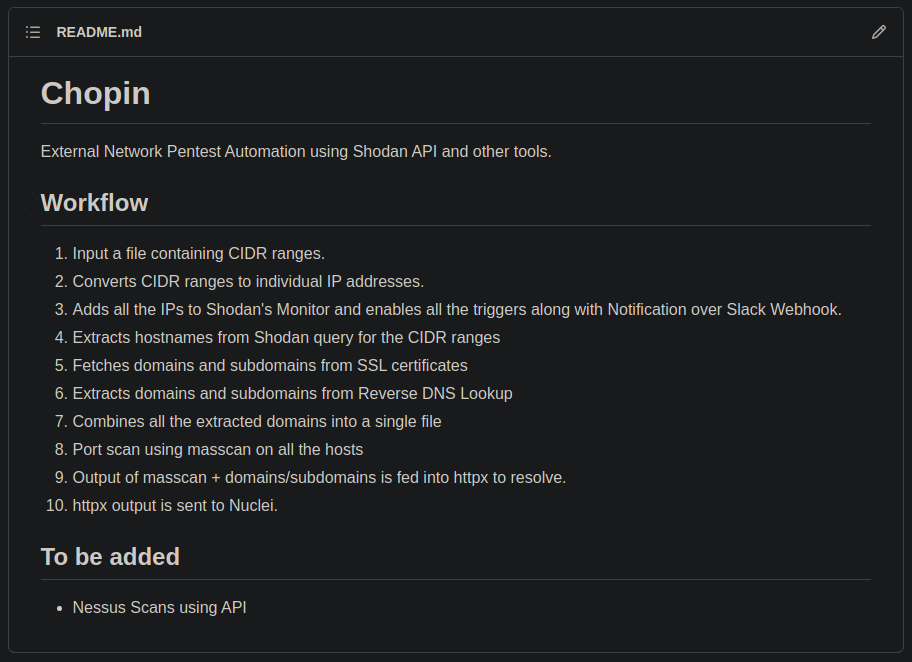 README.md
Chopin
External Network Pentest Automation using Shodan API and other tools.
Workflow
1. Input a file containing CIDR ranges.
2. Converts CIDR ranges to individual IP addresses.
3. Adds all the IPs to Shodan's Monitor and enables all the triggers along with Notification over Slack Webhook.
4. Extracts hostnames from Shodan query for the CIDR ranges
5. Fetches domains and subdomains from SSL certificates
6. Extracts domains and subdomains from Reverse DNS Lookup
7. Combines all the extracted domains into a single file
8. Port scan using masscan on all the hosts
9. Output of masscan + domains/subdomains is fed into httpx to resolve.
10. httpx output is sent to Nuclei.
To be added
• Nessus Scans using API